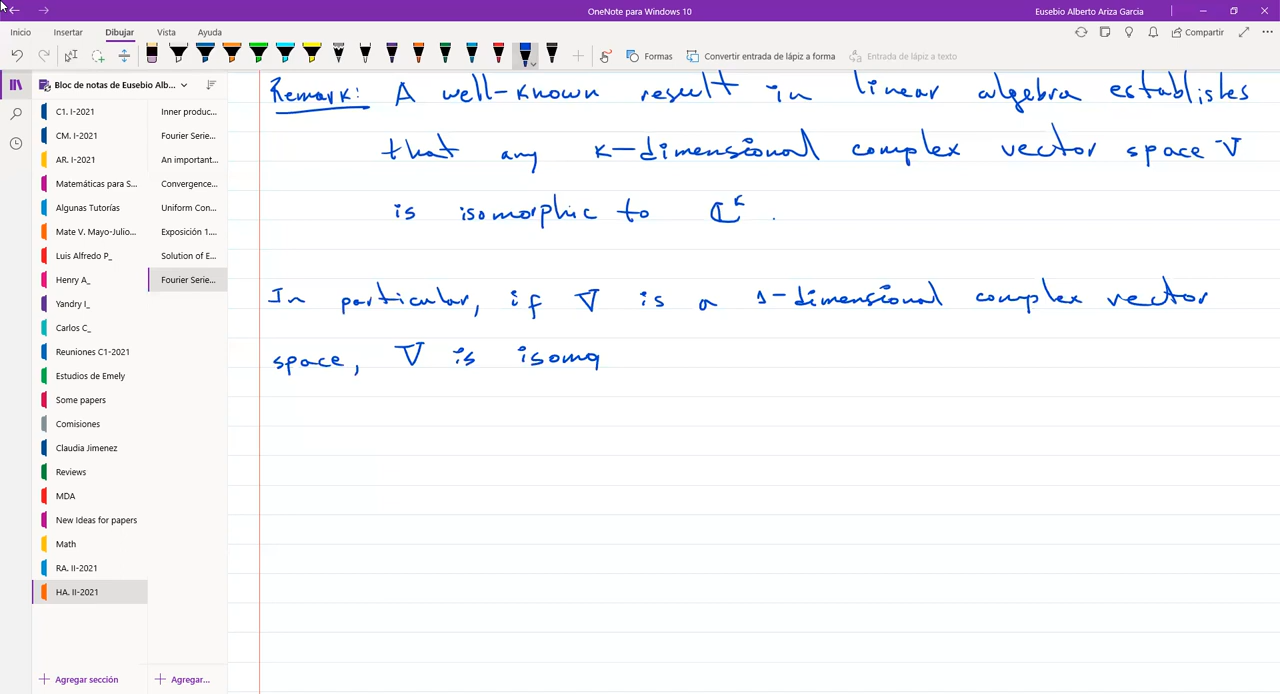 OneNote para Windows 10
Eusebio Alberto Ariza Garcia
Inicio Insertar Dibujar Vista Ayuda
Compartir
Formas Convertir entrada de lápiz a forma Entrada de lápiz a texto
Bloc de notas de Eusebio Alb...
C1. I-2021
CM. I-2021
AR. I-2021
Matemáticas para S...
Algunas Tutorías
Mate V. Mayo-Julio...
Luis Alfredo P_
Henry A_
Yandry I_
Carlos C_
Reuniones C1-2021
Estudios de Emely
Some papers
Comisiones
Claudia Jimenez
Reviews
MDA
New Ideas for papers
Math
RA. II-2021
HA. II-2021
Agregar sección
Inner produc...
Fourier Serie...
An important...
Convergence...
Uniform Con...
Exposición 1....
Solution of E...
Fourier Serie...
Agregar...
Remark: A well-known result in linear algebra establishes
that any k-dimensional complex vector space V
is isomorphic to ℂᵏ.
In particular, if V is a 1-dimensional complex vector
space, V is isomo